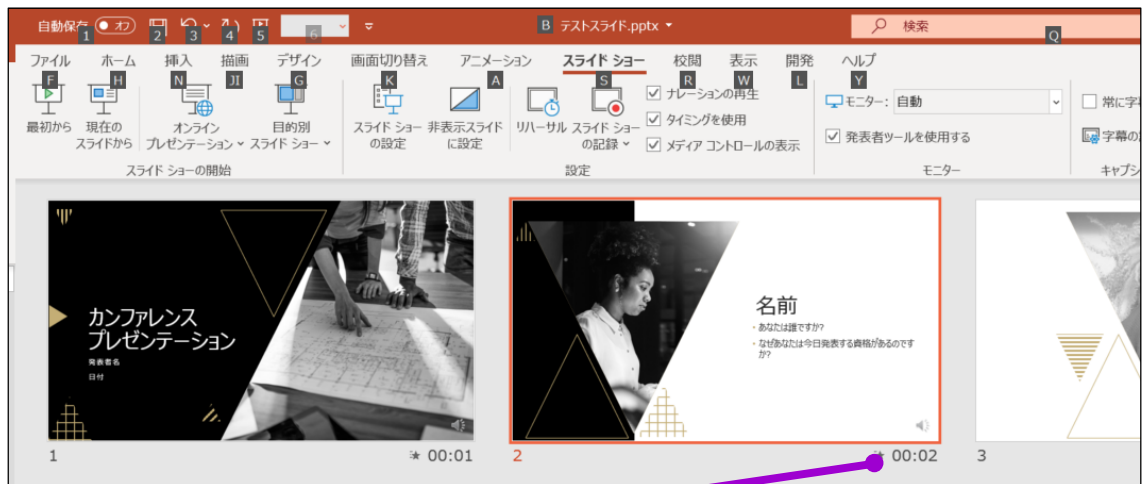 自動保存 オフ
1 2 3 4 5 6
B テストスライド.pptx
検索
Q
ファイル ホーム 挿入 描画 デザイン 画面切り替え アニメーション スライド ショー 校閲 表示 開発 ヘルプ
F H N JI G K A S R W L Y
最初から
現在の
スライドから
オンライン
プレゼンテーション
目的別
スライド ショー
スライド ショーの開始
スライド ショー
の設定
非表示スライド
に設定
リハーサル
スライド ショー
の記録
ナレーションの再生
タイミングを使用
メディア コントロールの表示
設定
モニター: 自動
発表者ツールを使用する
モニター
常に字
字幕の
キャプシ
カンファレンス
プレゼンテーション
発表者名
日付
1 00:01
名前
・あなたは誰ですか?
・なぜあなたは今日発表する資格があるのです
か?
2 00:02
3